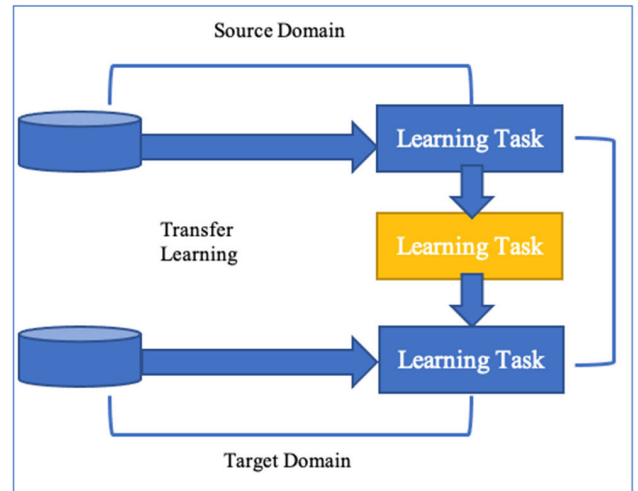 Source Domain
Learning Task
Transfer
Learning
Learning Task
Learning Task
Target Domain